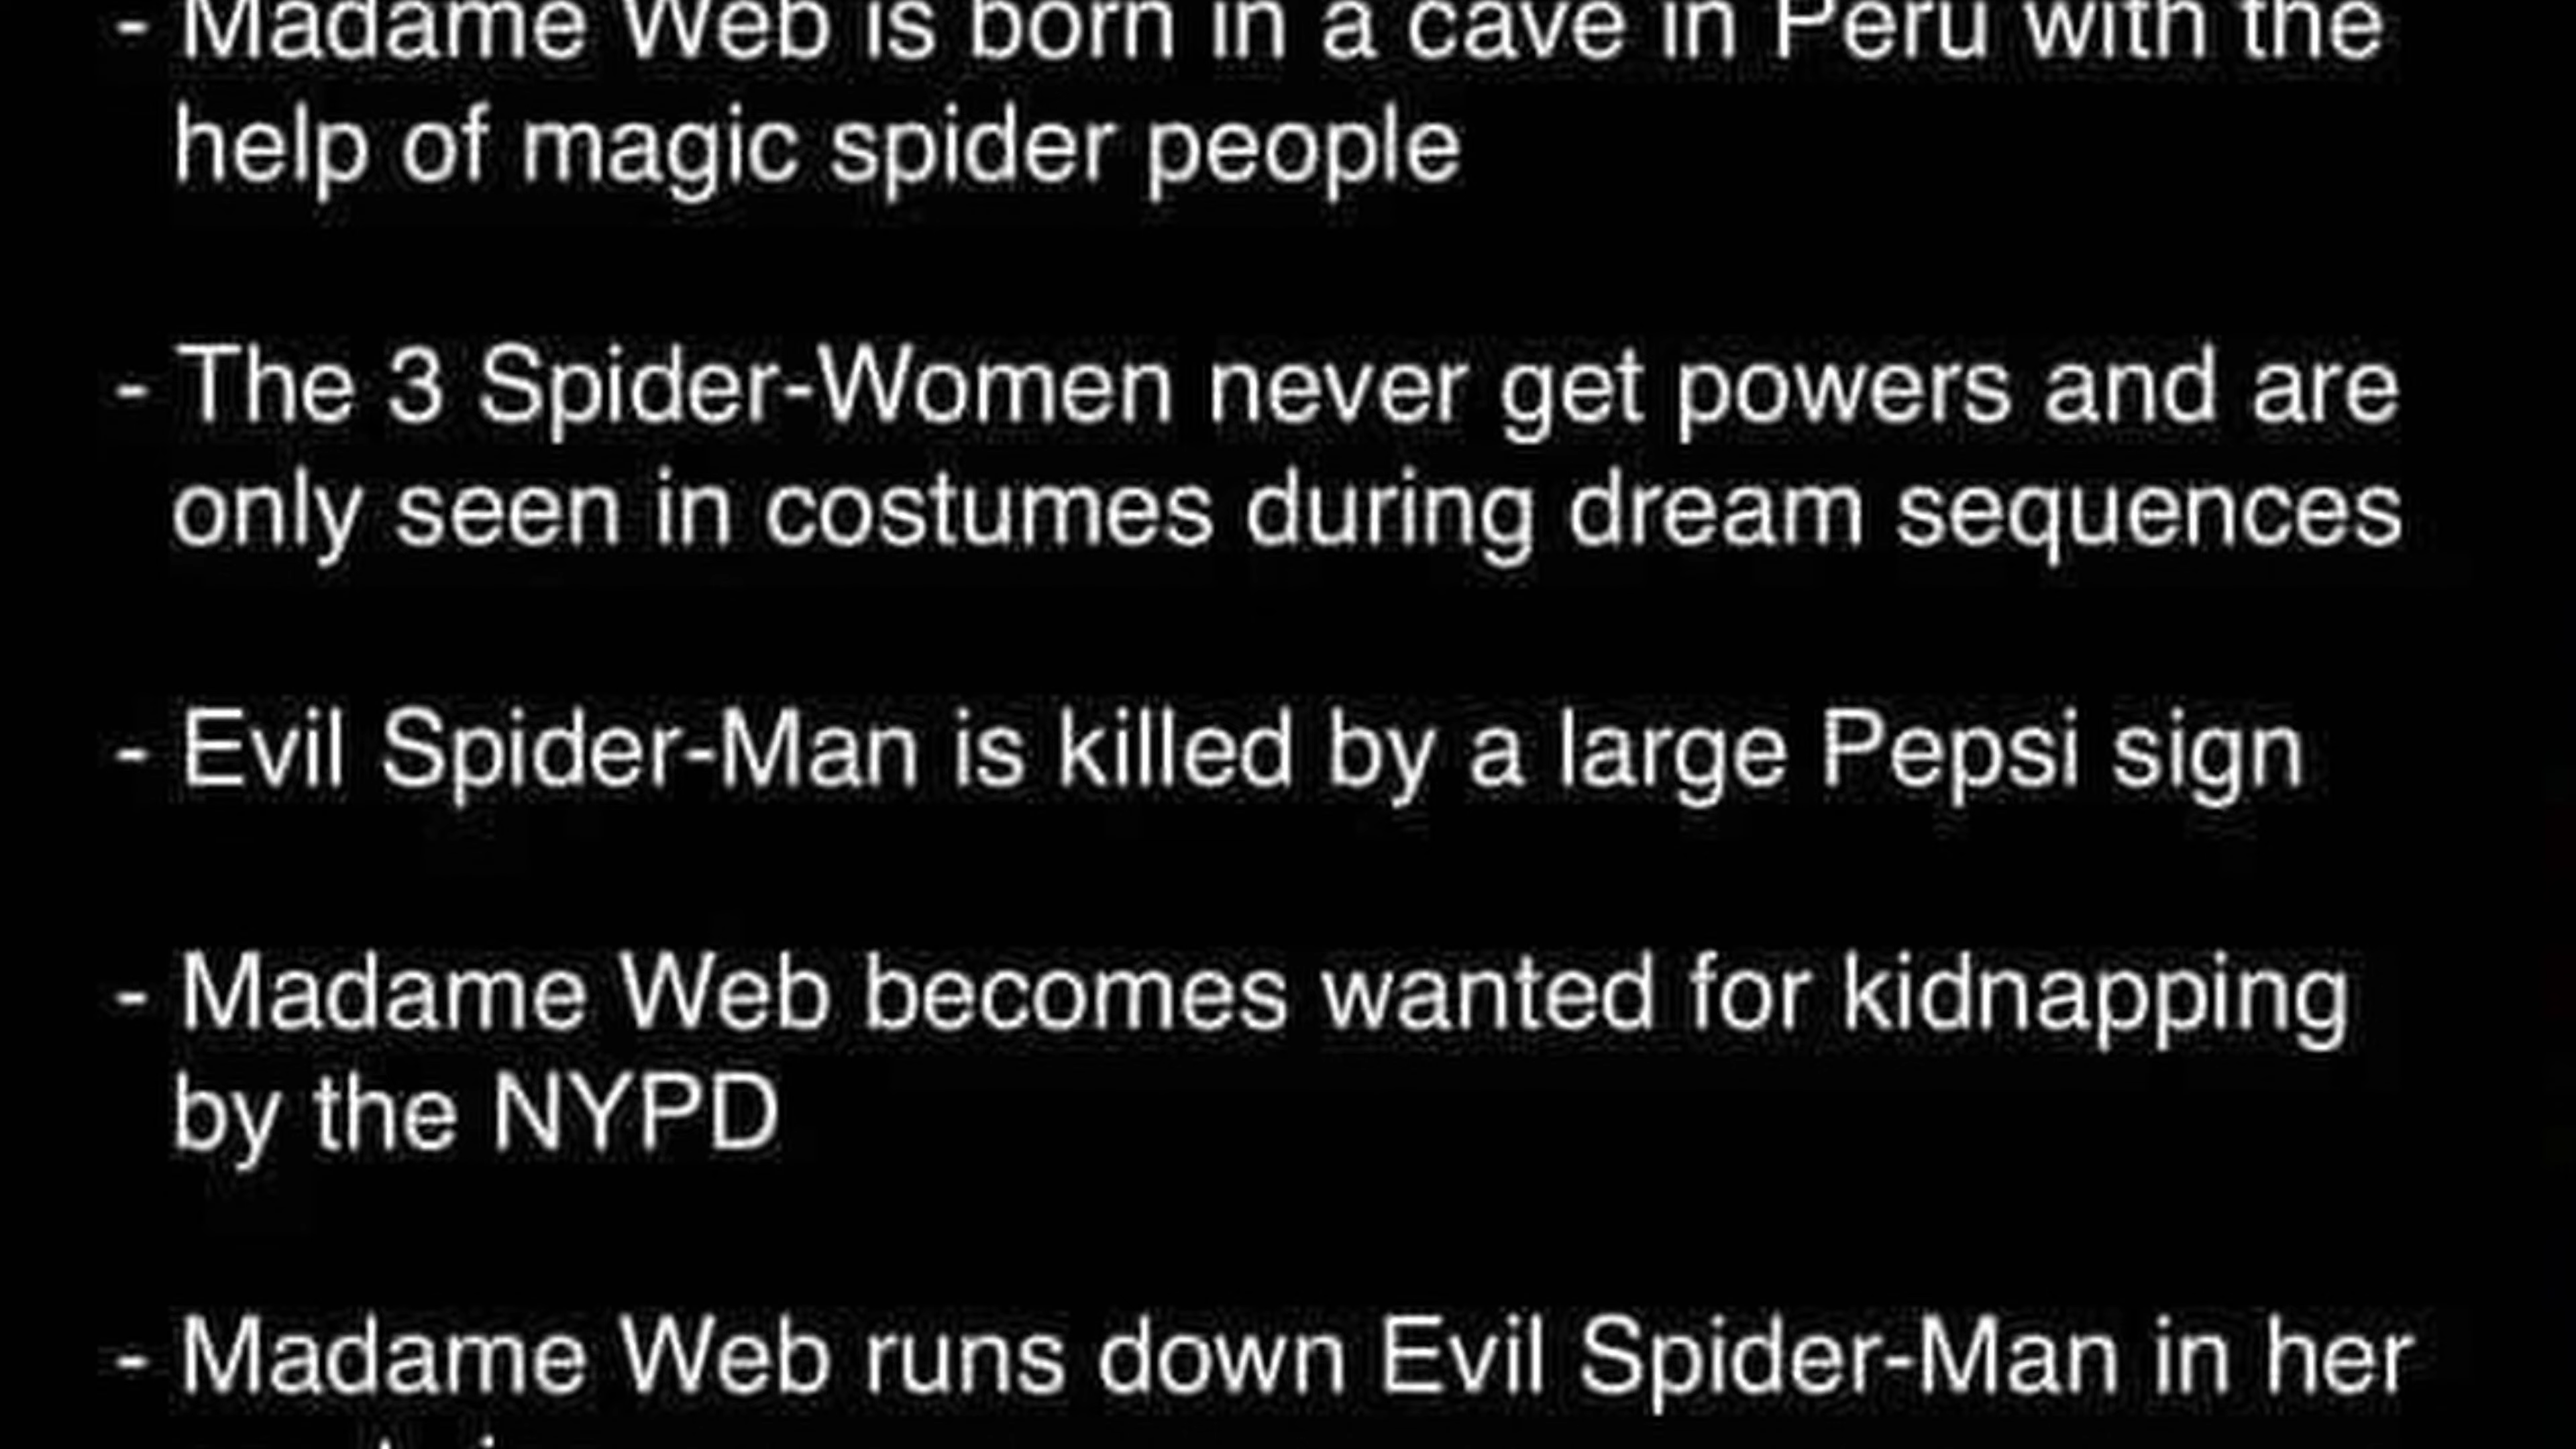 - Madame Web is born in a cave in Peru with the
help of magic spider people
- The 3 Spider-Women never get powers and are
only seen in costumes during dream sequences
- Evil Spider-Man is killed by a large Pepsi sign
- Madame Web becomes wanted for kidnapping
by the NYPD
- Madame Web runs down Evil Spider-Man in her